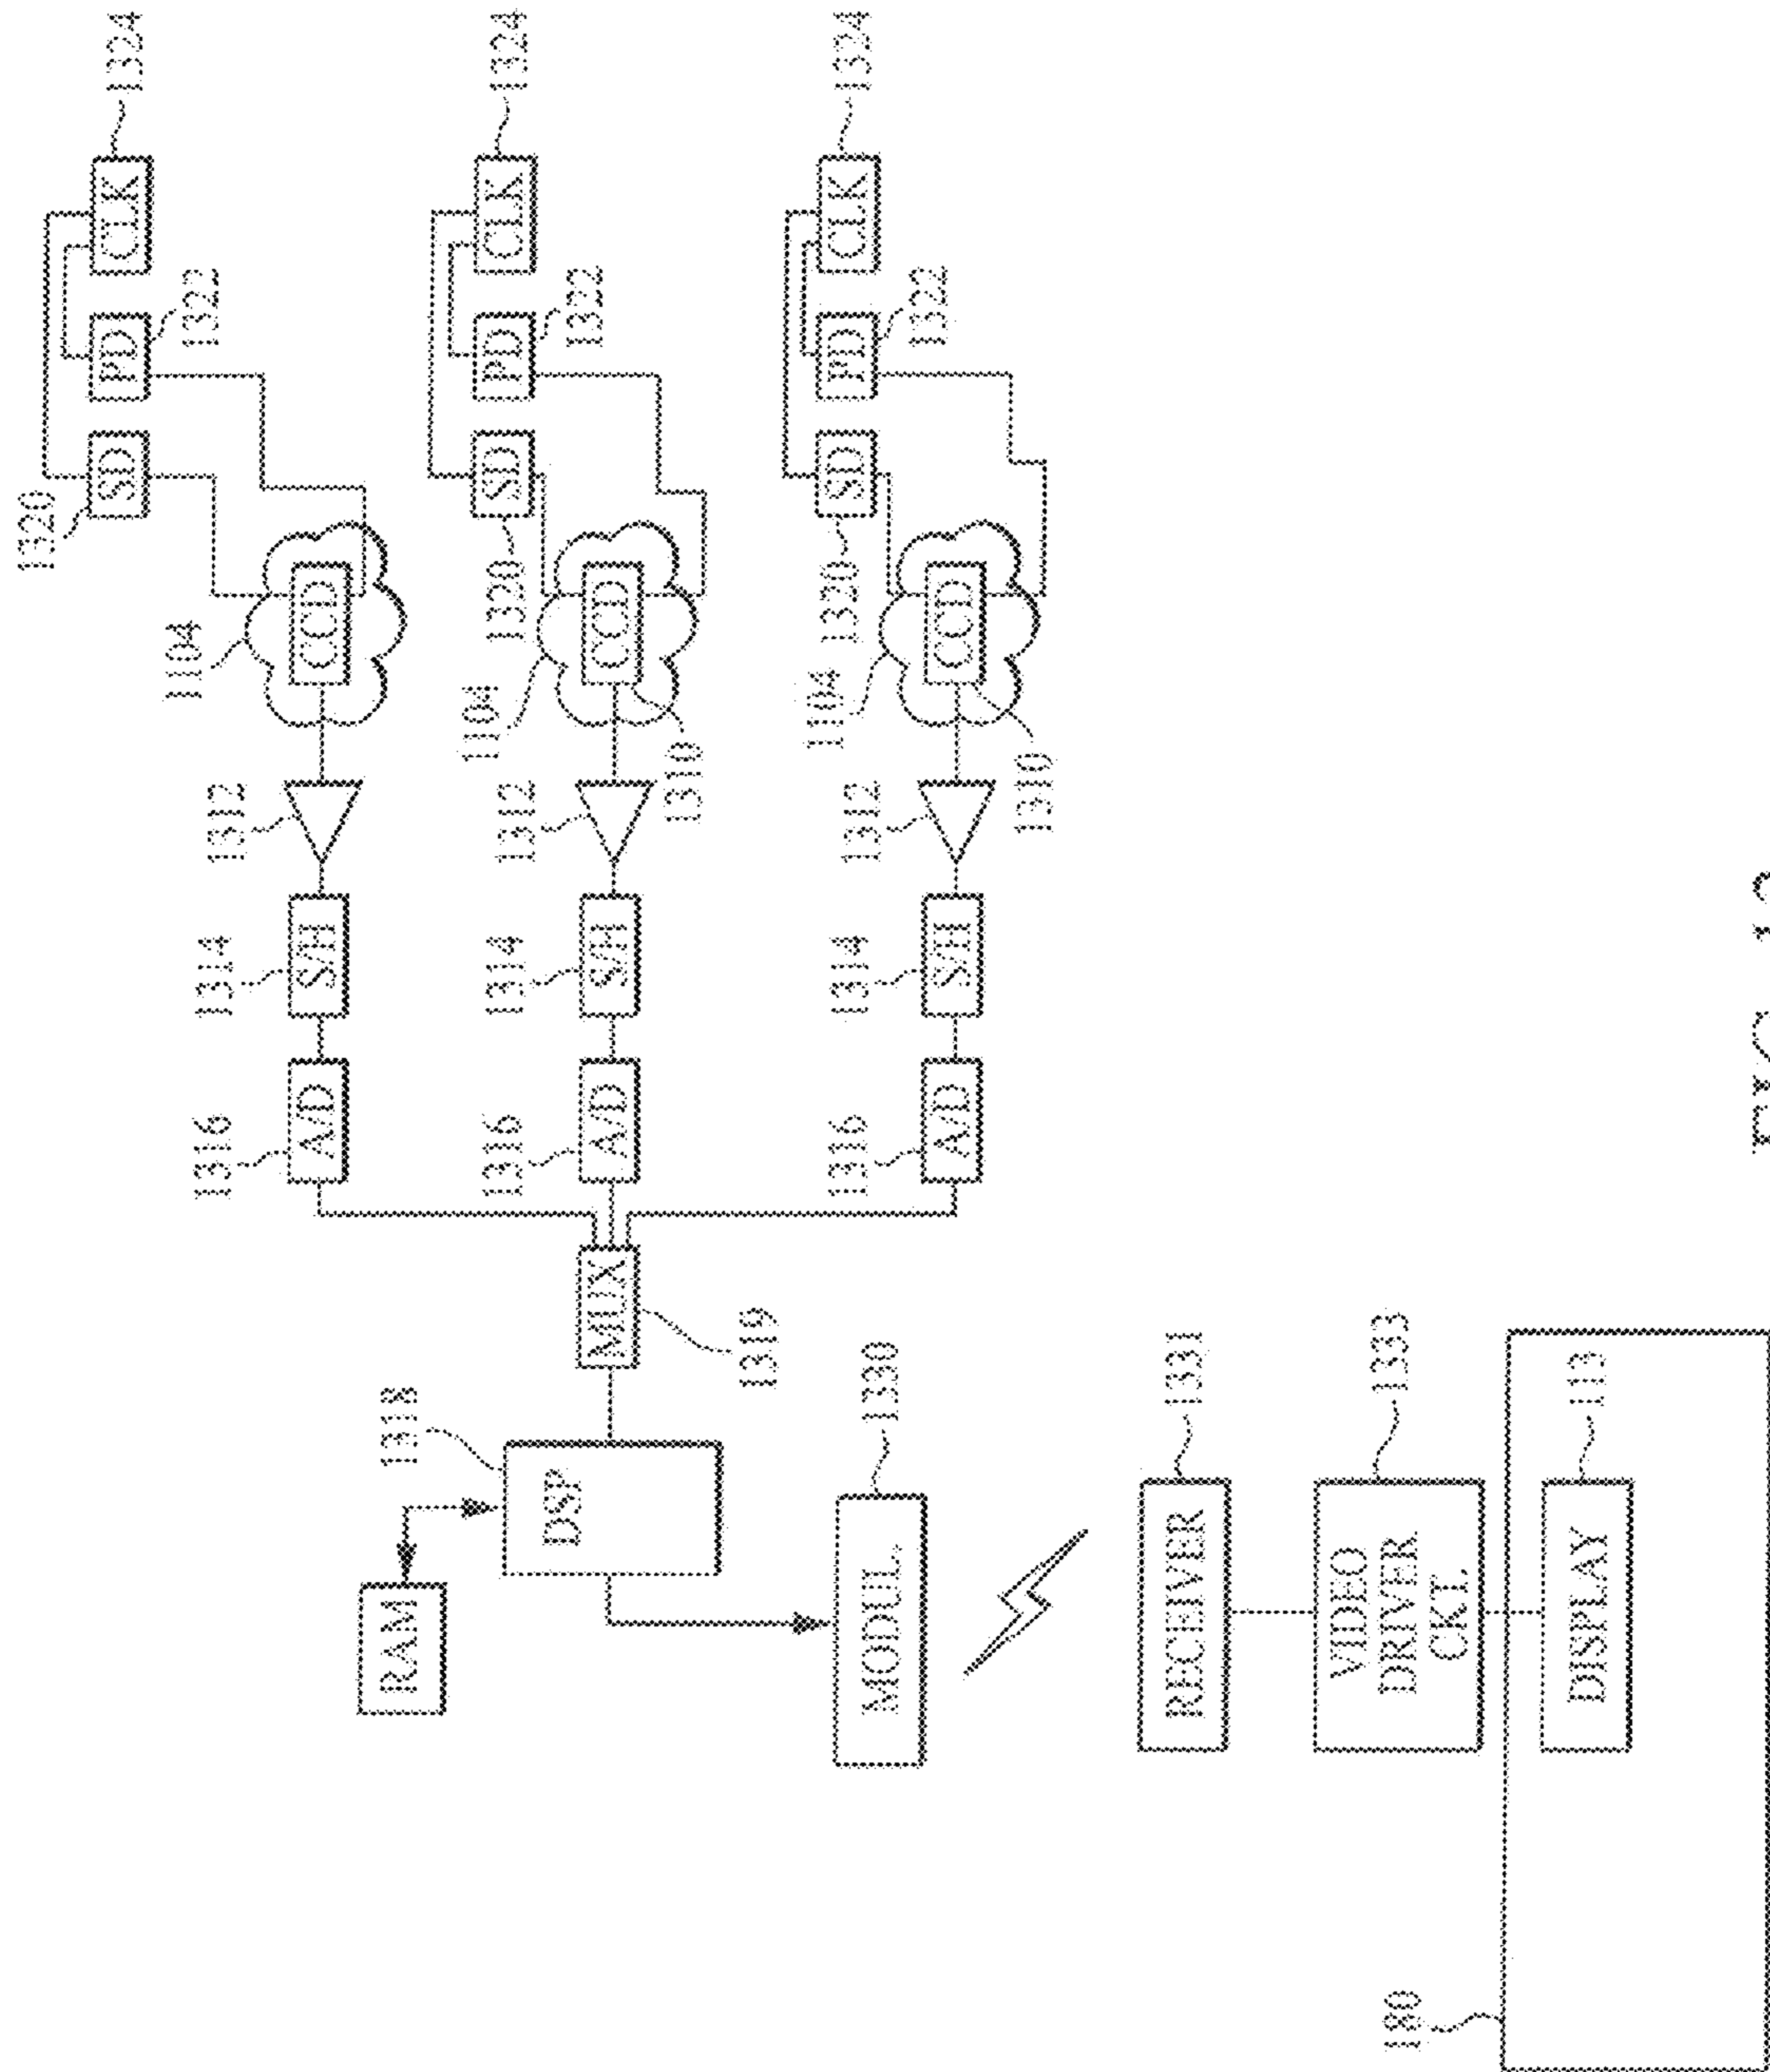 1320
SD
PD
CLK
1324
1322
1104
1316
1314
1312
A/D
S/H
CCD
RAM
1318
SD
PD
CLK
1324
1104
1320
1322
1316
1314
1312
DSP
MUX
A/D
S/H
CCD
1319
1310
1330
MODUL.
1316
1314
1312
1104
1320
SD
PD
CLK
1324
1322
A/D
S/H
CCD
1310
RECEIVER
1331
VIDEO
DRIVER
CKT.
1333
180
DISPLAY
113